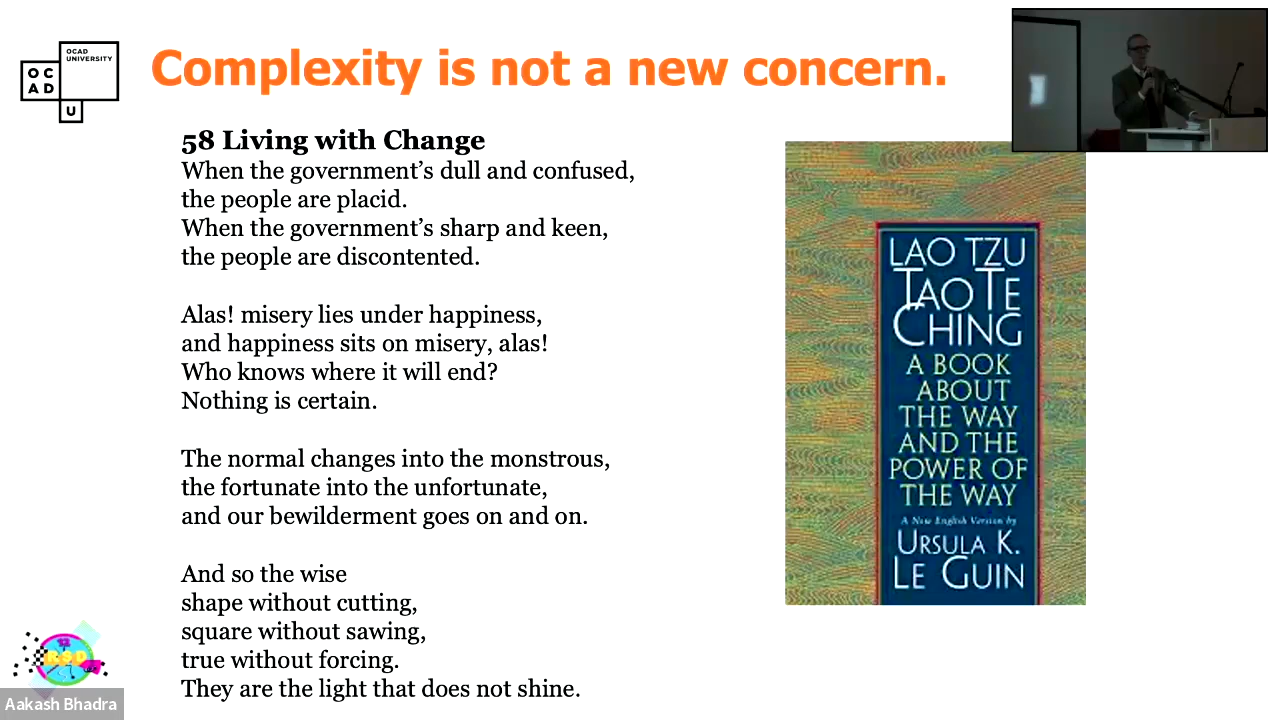 OCAD
UNIVERSITY
OC
AD
U
Complexity is not a new concern.
58 Living with Change
When the government’s dull and confused,
the people are placid.
When the government’s sharp and keen,
the people are discontented.
Alas! misery lies under happiness,
and happiness sits on misery, alas!
Who knows where it will end?
Nothing is certain.
The normal changes into the monstrous,
the fortunate into the unfortunate,
and our bewilderment goes on and on.
And so the wise
shape without cutting,
square without sawing,
true without forcing.
They are the light that does not shine.
LAO TZU
TAO TE
CHING
A BOOK
ABOUT
THE WAY
AND THE
POWER OF
THE WAY
A New English Version by
URSULA K.
LE GUIN
RSD
Aakash Bhadra